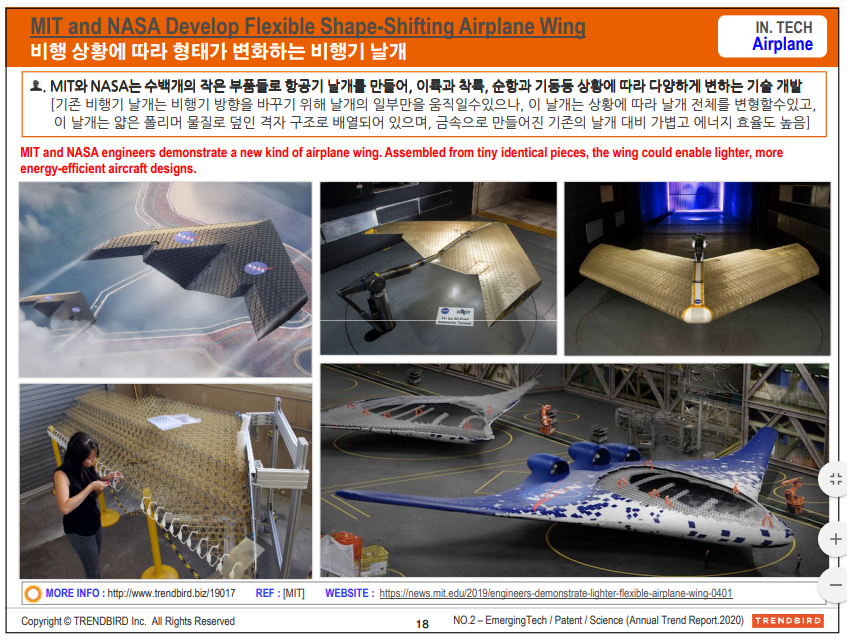 MIT and NASA Develop Flexible Shape-Shifting Airplane Wing
비행 상황에 따라 형태가 변화하는 비행기 날개
IN. TECH
Airplane
MIT와 NASA는 수백개의 작은 부품들로 항공기 날개를 만들어, 이륙과 착륙, 순항과 기동등 상황에 따라 다양하게 변하는 기술 개발
[기존 비행기 날개는 비행기 방향을 바꾸기 위해 날개의 일부만을 움직일수있으나, 이 날개는 상황에 따라 날개 전체를 변형할수있고,
이 날개는 얇은 폴리머 물질로 덮인 격자 구조로 배열되어 있으며, 금속으로 만들어진 기존의 날개 대비 가볍고 에너지 효율도 높음]
MIT and NASA engineers demonstrate a new kind of airplane wing. Assembled from tiny identical pieces, the wing could enable lighter, more
energy-efficient aircraft designs.
NASA
NASA
MORE INFO : http://www.trendbird.biz/19017 REF : [MIT] WEBSITE : https://news.mit.edu/2019/engineers-demonstrate-lighter-flexible-airplane-wing-0401
Copyright © TRENDBIRD Inc. All Rights Reserved
18
NO.2 – EmergingTech / Patent / Science (Annual Trend Report.2020)
TRENDBIRD